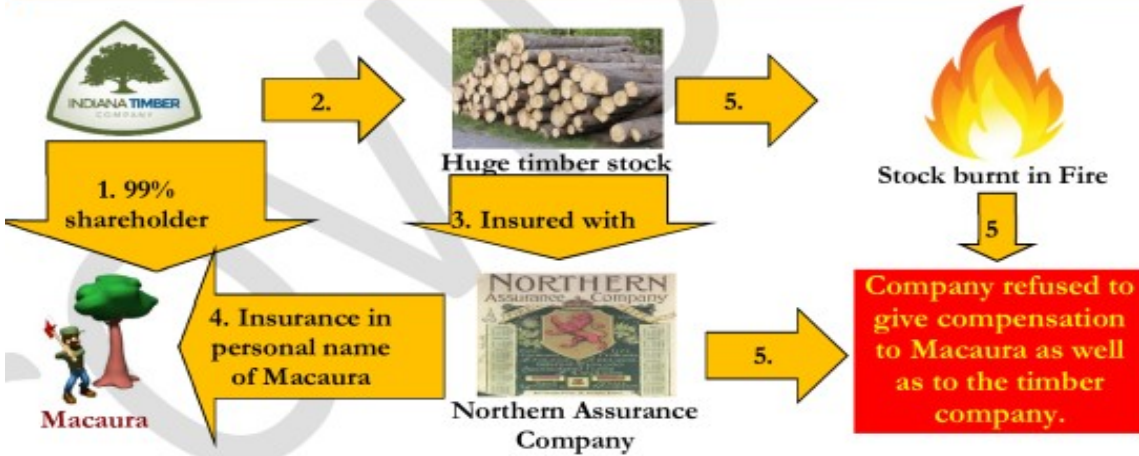 INDIANA TIMBER
COMPANY
2.
5.
Huge timber stock
Stock burnt in Fire
1. 99%
shareholder
3. Insured with
5
4. Insurance in
personal name
of Macaura
NORTHERN
Assurance Company
5.
Company refused to
give compensation
to Macaura as well
as to the timber
company.
Macaura
Northern Assurance
Company